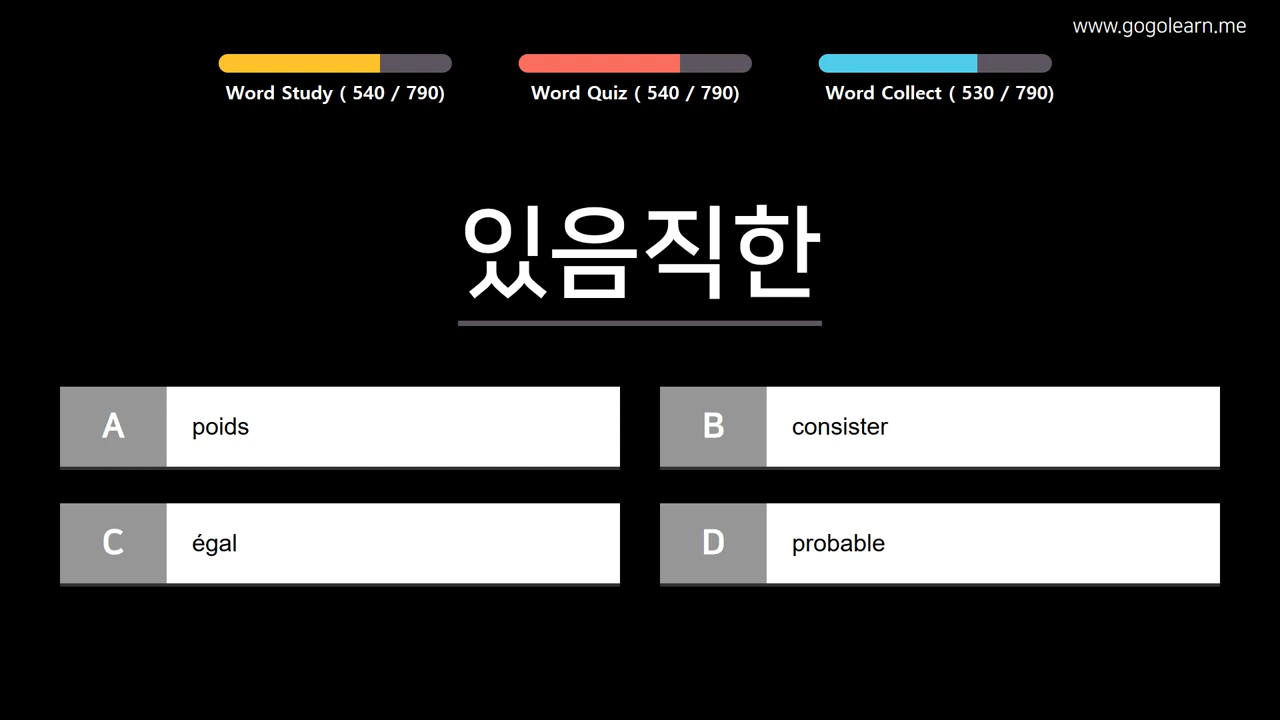 www.gogolearn.me
Word Study ( 540 / 790)
Word Quiz ( 540 / 790)
Word Collect ( 530 / 790)
있음직한
A
poids
B
consister
C
égal
D
probable